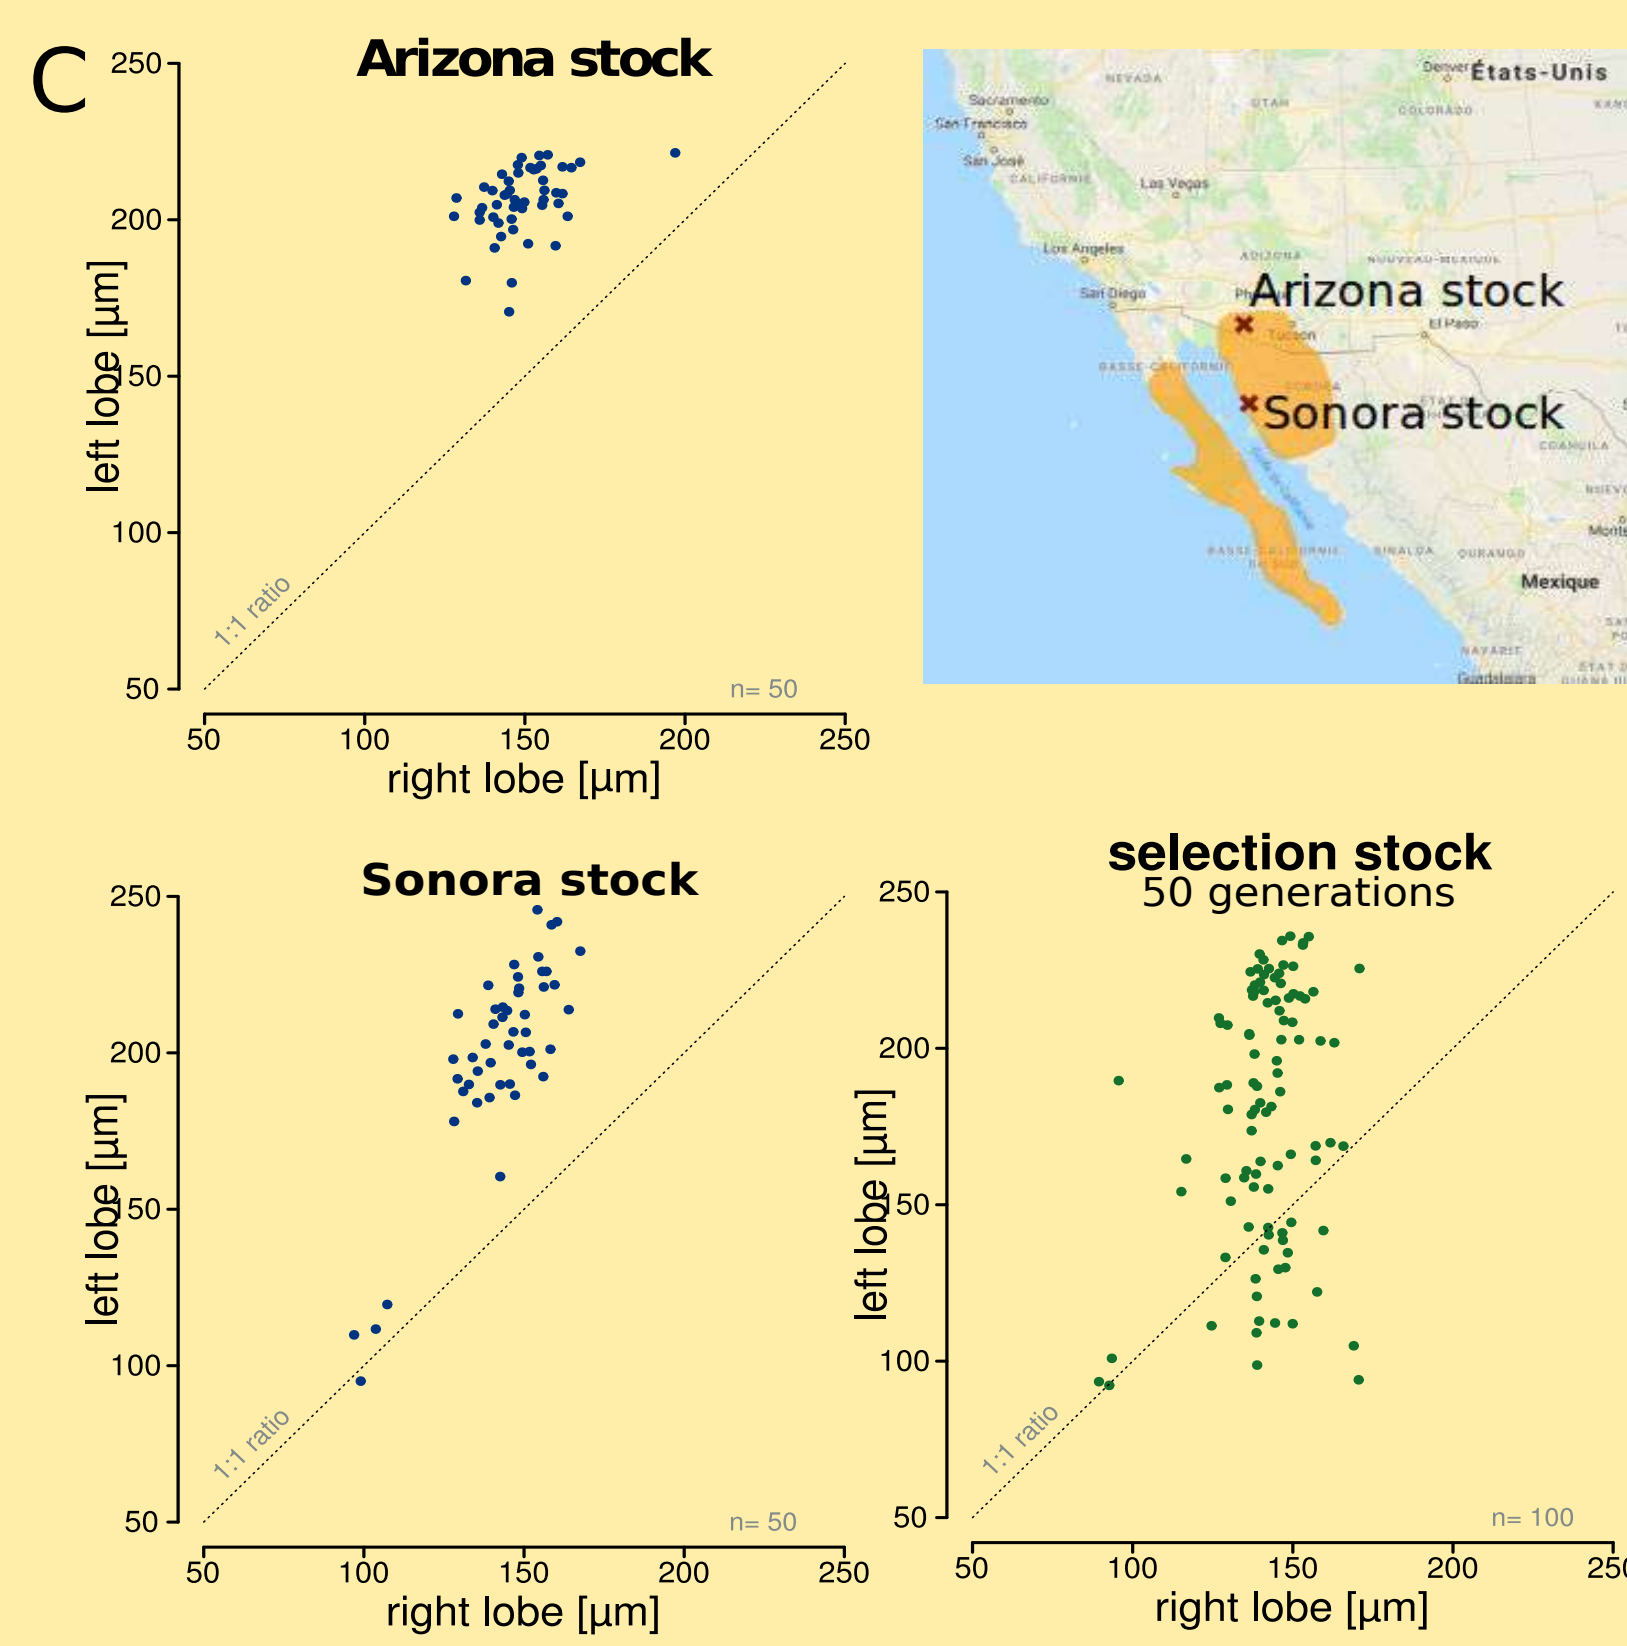 C
Arizona stock
250
200
150
100
50
left lobe [µm]
1:1 ratio
n= 50
50 100 150 200 250
right lobe [µm]
Denver
États-Unis
NEVADA
UTAH
COLORADO
Sacramento
San Francisco
San José
CALIFORNIE
Las Vegas
Los Angeles
ARIZONA
NOUVEAU-MEXIQUE
San Diego
Arizona stock
Tucson
El Paso
BASSE-CALIFORNIE
SONORA
Sonora stock
COAHUILA
BASSE-CALIFORNIE
SINALOA
DURANGO
Mexique
NAYARIT
Guadalajara
Sonora stock
250
200
150
100
50
left lobe [µm]
1:1 ratio
n= 50
50 100 150 200 250
right lobe [µm]
selection stock
50 generations
250
200
150
100
50
left lobe [µm]
1:1 ratio
n= 100
50 100 150 200 250
right lobe [µm]